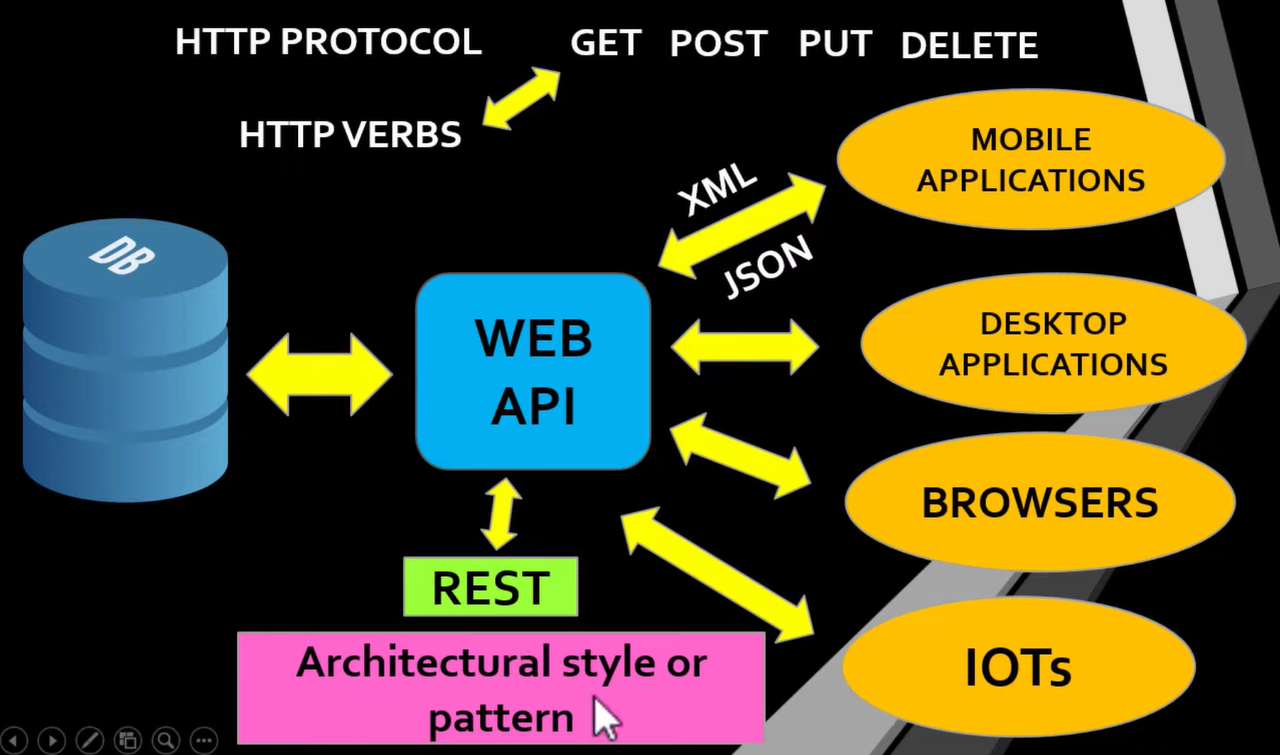 HTTP PROTOCOL
GET POST PUT DELETE
HTTP VERBS
MOBILE
APPLICATIONS
XML
JSON
DB
WEB
API
DESKTOP
APPLICATIONS
BROWSERS
REST
IOTs
Architectural style or
pattern